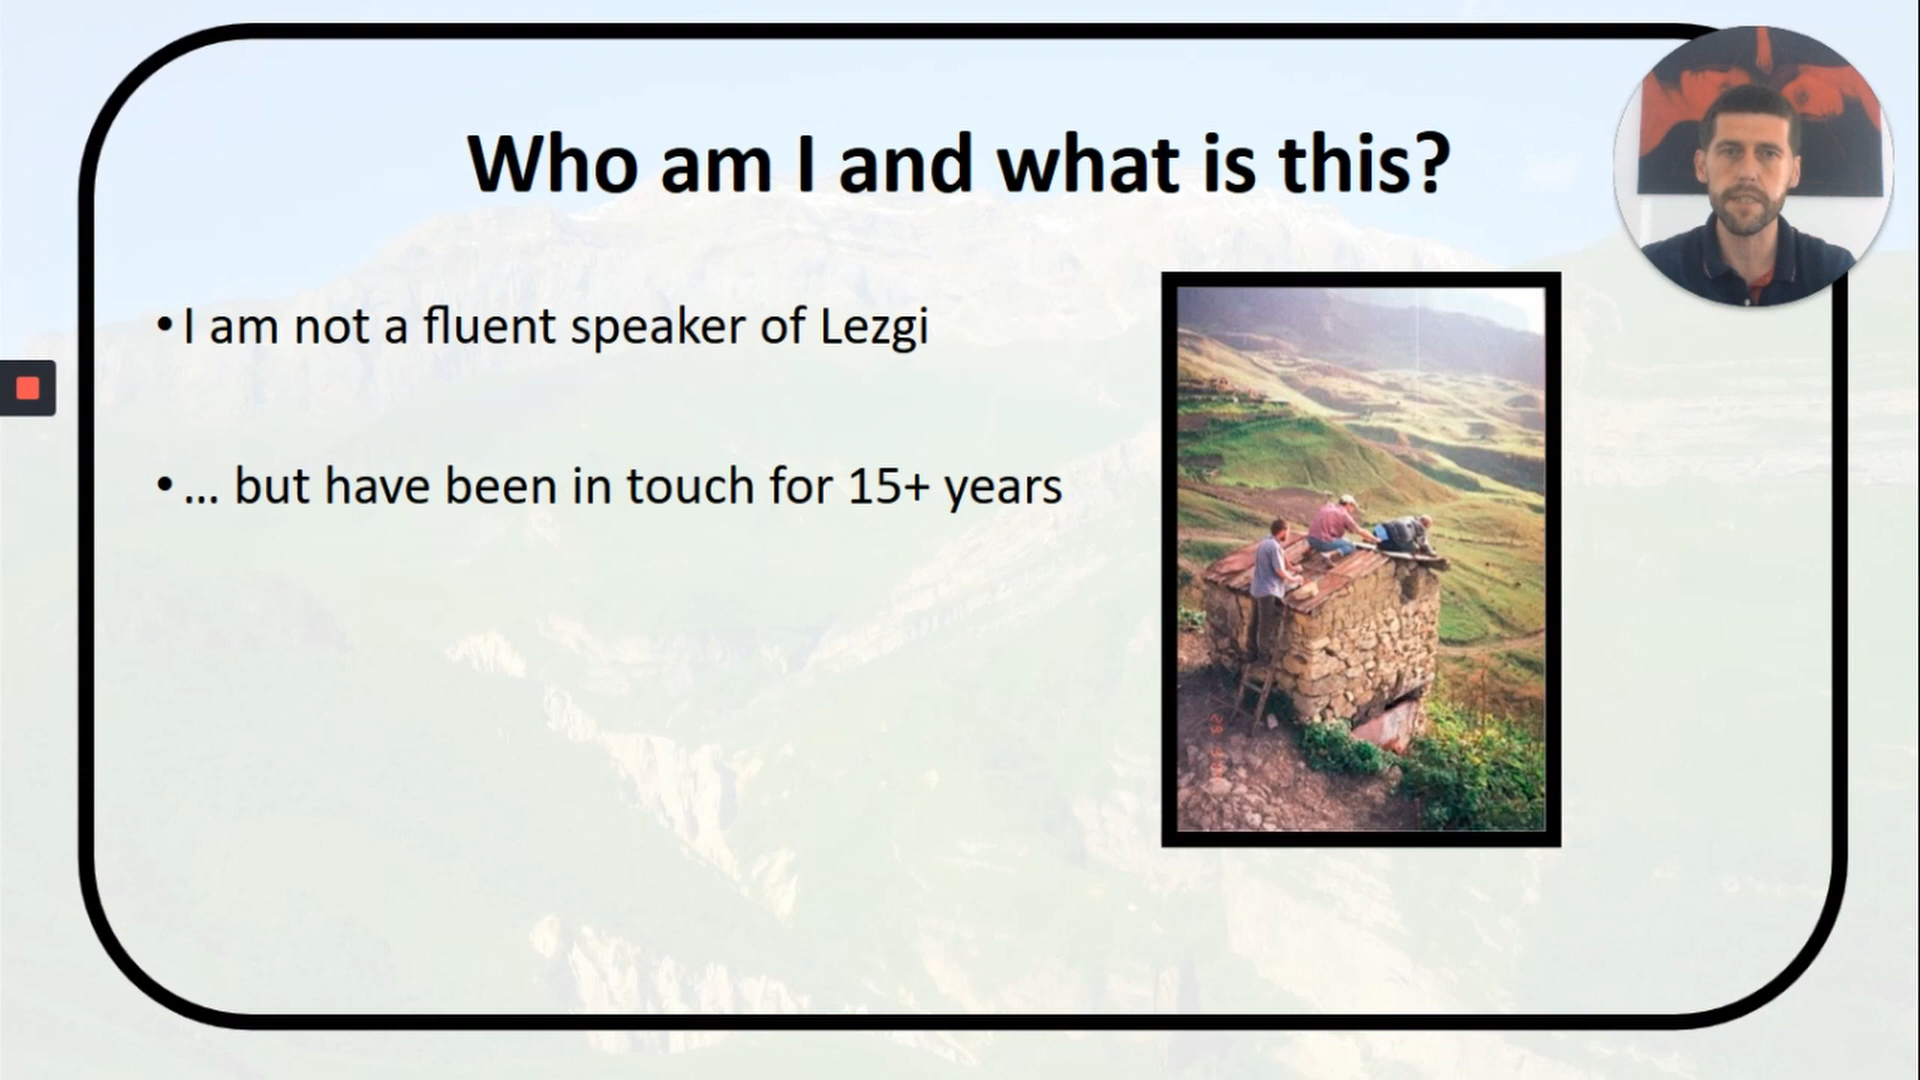 Who am I and what is this?
• I am not a fluent speaker of Lezgi
• ... but have been in touch for 15+ years